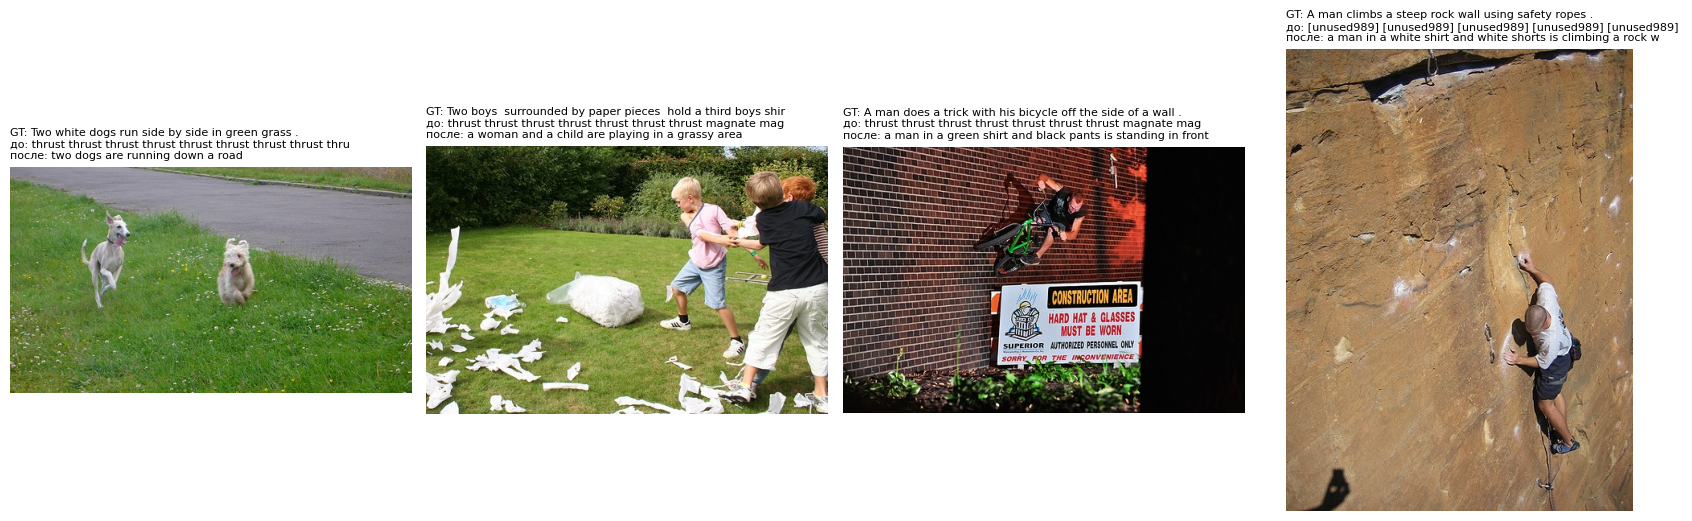 GT: Two white dogs run side by side in green grass .
до: thrust thrust thrust thrust thrust thrust thrust thrust thrust thru
после: two dogs are running down a road
GT: Two boys  surrounded by paper pieces  hold a third boys shir
до: thrust thrust thrust thrust thrust thrust thrust magnate mag
после: a woman and a child are playing in a grassy area
GT: A man does a trick with his bicycle off the side of a wall .
до: thrust thrust thrust thrust thrust thrust thrust magnate mag
после: a man in a green shirt and black pants is standing in front
CONSTRUCTION AREA
HARD HAT & GLASSES
MUST BE WORN
SUPERIOR
AUTHORIZED PERSONNEL ONLY
SORRY FOR THE INCONVENIENCE
GT: A man climbs a steep rock wall using safety ropes .
до: [unused989] [unused989] [unused989] [unused989] [unused989]
после: a man in a white shirt and white shorts is climbing a rock w